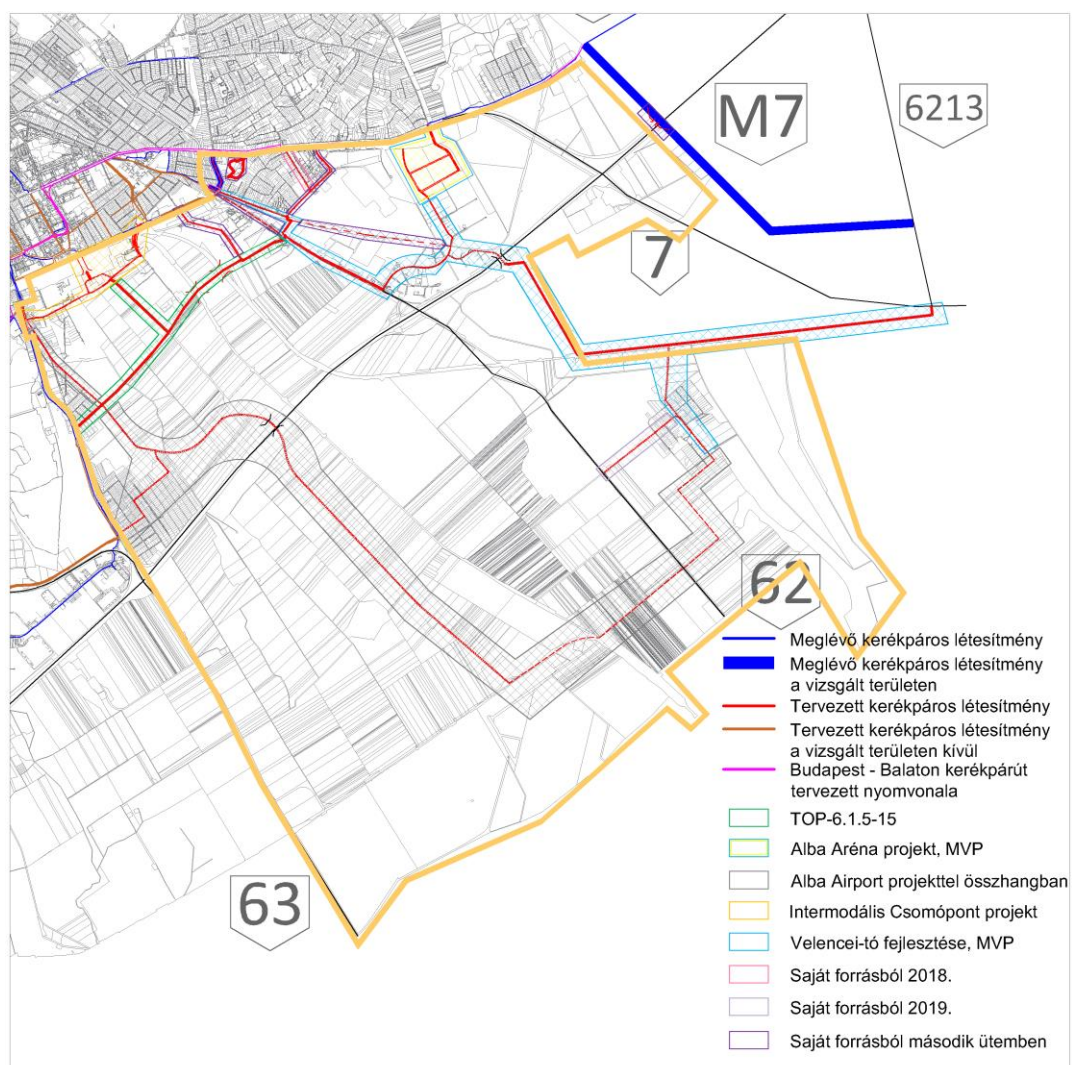 M7
6213
7
62
63
Meglévő kerékpáros létesítmény
Meglévő kerékpáros létesítmény
a vizsgált területen
Tervezett kerékpáros létesítmény
Tervezett kerékpáros létesítmény
a vizsgált területen kívül
Budapest - Balaton kerékpárút
tervezett nyomvonala
TOP-6.1.5-15
Alba Aréna projekt, MVP
Alba Airport projekttel összhangban
Intermodális Csomópont projekt
Velencei-tó fejlesztése, MVP
Saját forrásból 2018.
Saját forrásból 2019.
Saját forrásból második ütemben